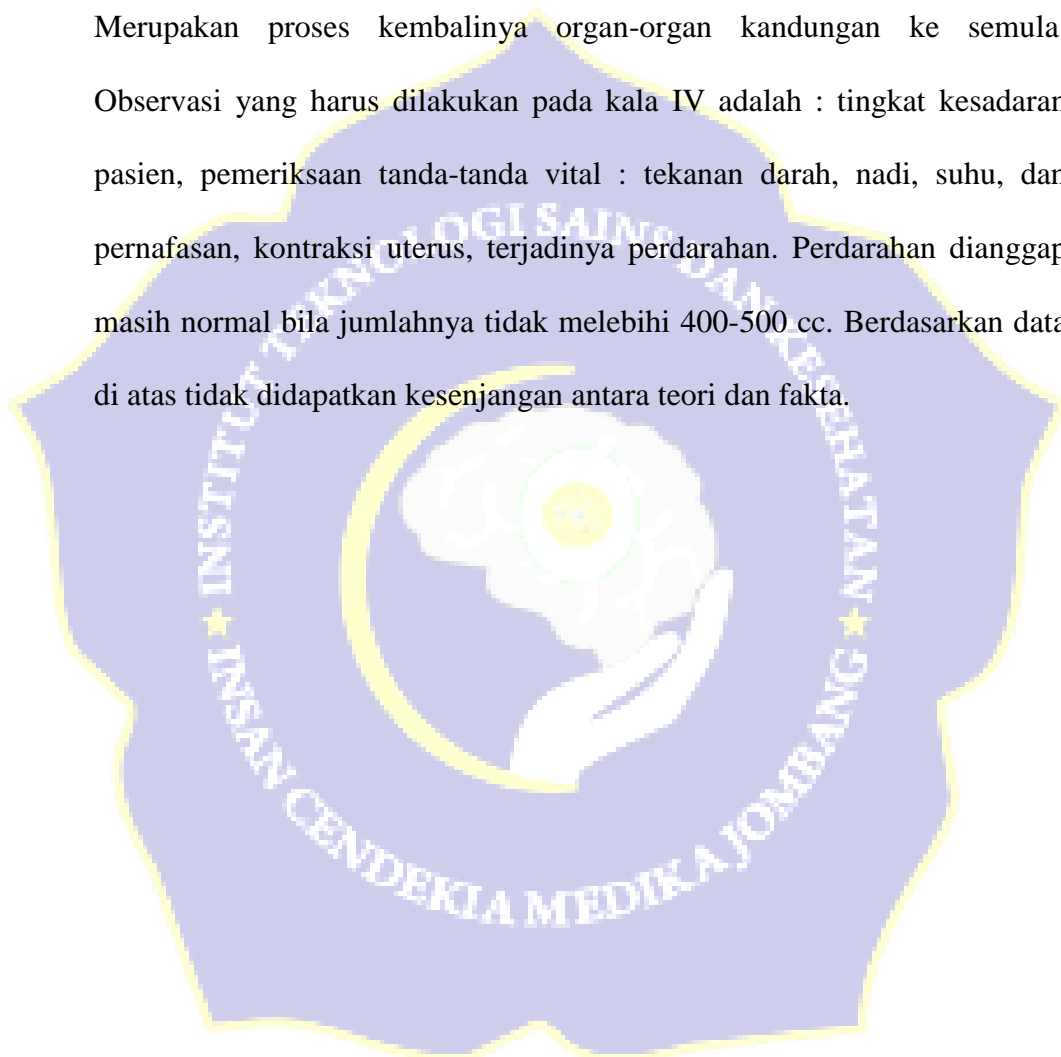 Merupakan proses kembalinya organ-organ kandungan ke semula
Observasi yang harus dilakukan pada kala IV adalah : tingkat kesadaran
pasien, pemeriksaan tanda-tanda vital : tekanan darah, nadi, suhu, dan
pernafasan, kontraksi uterus, terjadinya perdarahan. Perdarahan dianggap
masih normal bila jumlahnya tidak melebihi 400-500 cc. Berdasarkan data
di atas tidak didapatkan kesenjangan antara teori dan fakta.
INSTITUT TEKNOLOGI SAINS DAN KESEHATAN
INSAN CENDEKIA MEDIKA JOMBANG